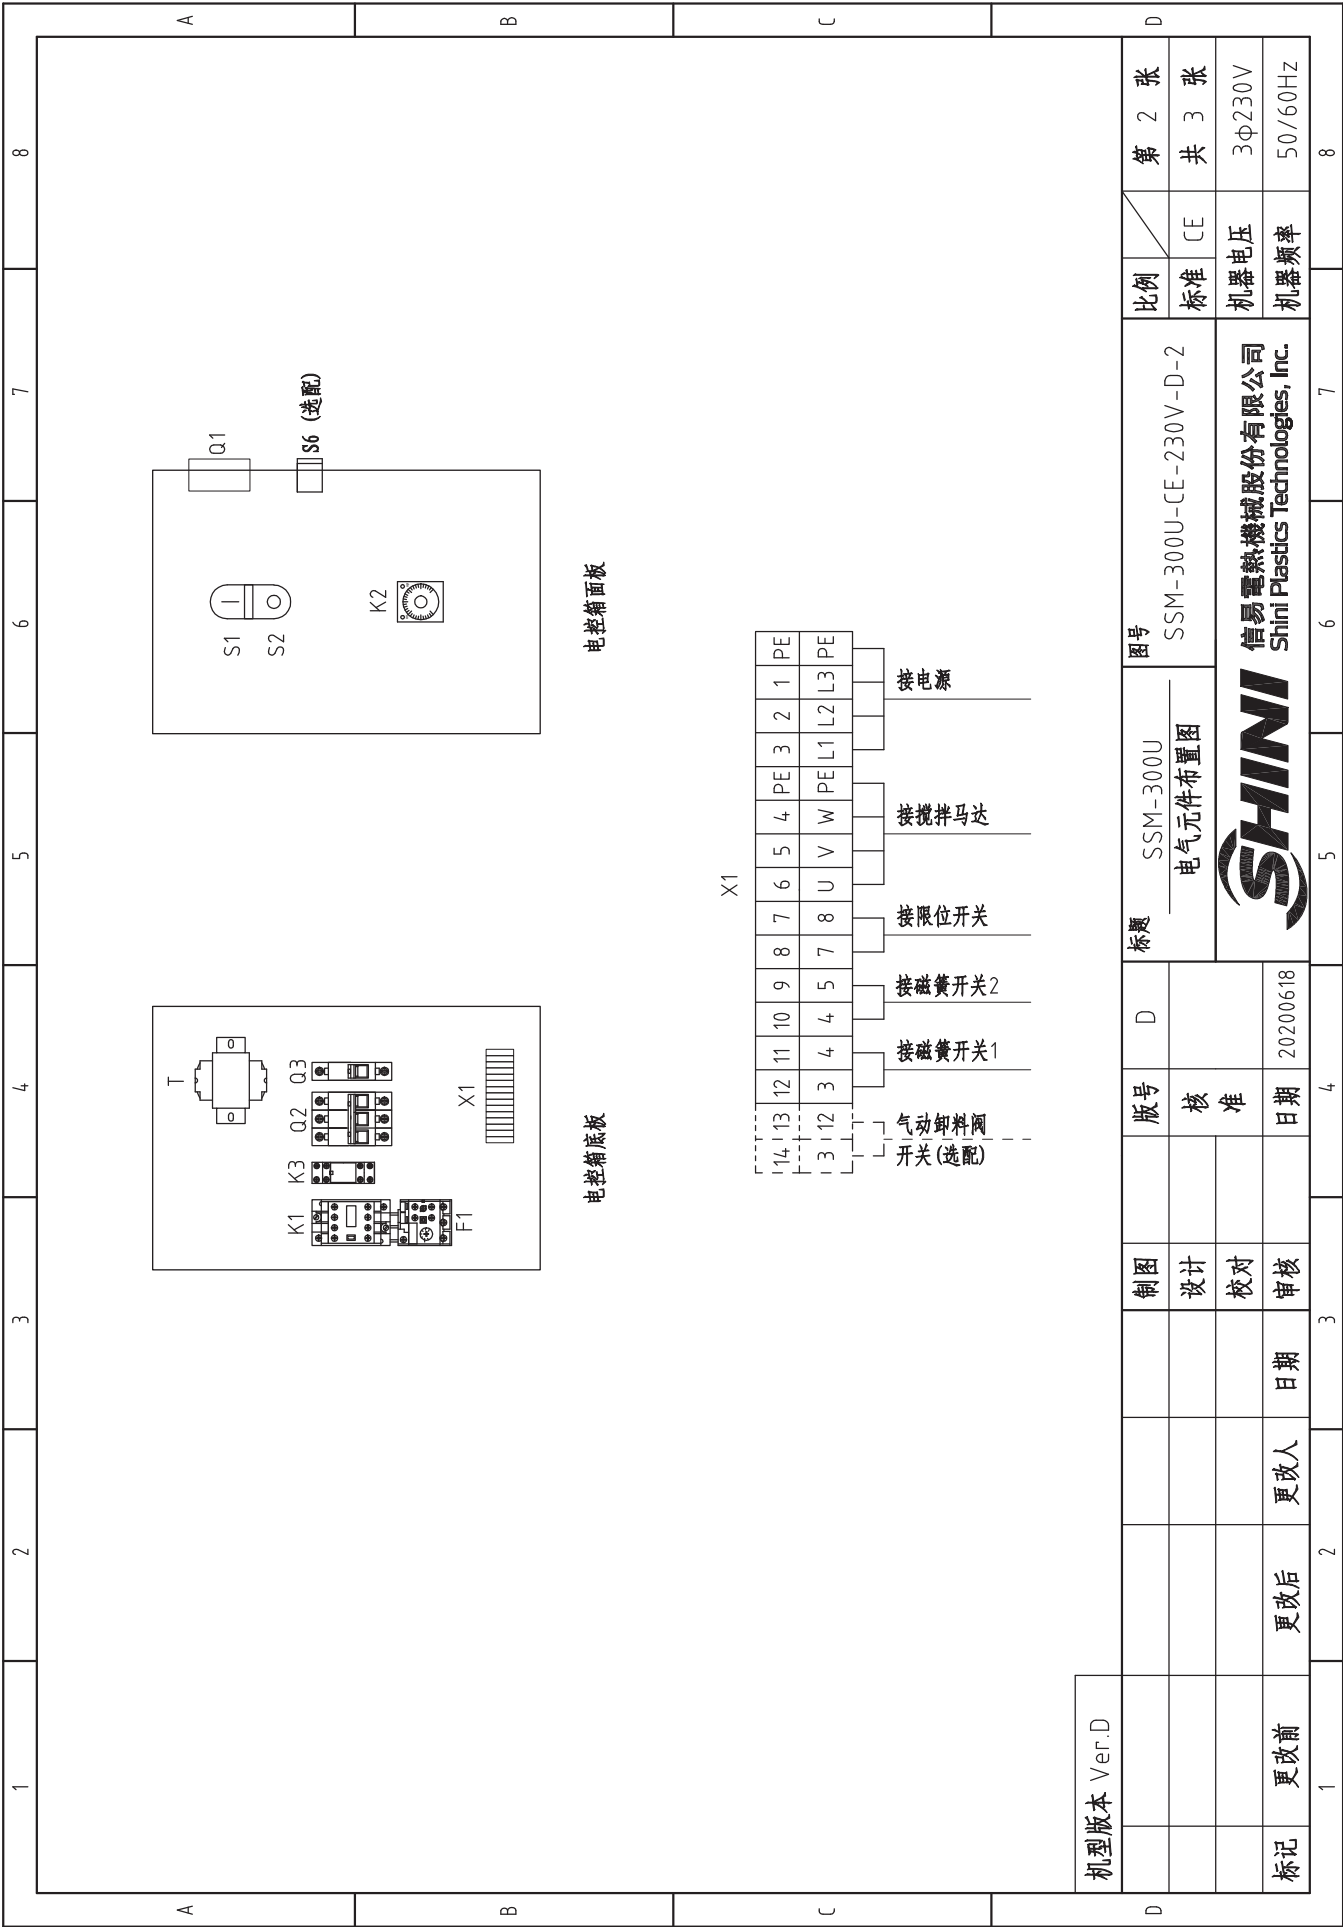 1 2 3 4 5 6 7 8
A
B
C
D
T
Q3
Q2
K3
K1
F1
X1
电控箱底板
Q1
S6 (选配)
S1
S2
K2
电控箱面板
X1
14 13 12 11 10 9 8 7 6 5 4 PE 3 2 1 PE
3 12 3 4 4 5 7 8 U V W PE L1 L2 L3 PE
气动卸料阀
开关(选配)
接磁簧开关1
接磁簧开关2
接限位开关
接搅拌马达
接电源
机型版本 Ver.D
标记 更改前 更改后 更改人 日期
制图
设计
校对
审核
版号 D
核
准
日期 20200618
标题
SSM-300U
电气元件布置图
图号
SSM-300U-CE-230V-D-2
SHINI
信易電熱機械股份有限公司
Shini Plastics Technologies, Inc.
比例
第 2 张
标准 CE
共 3 张
机器电压 3ϕ230V
机器频率 50/60Hz
A
B
C
D
1 2 3 4 5 6 7 8